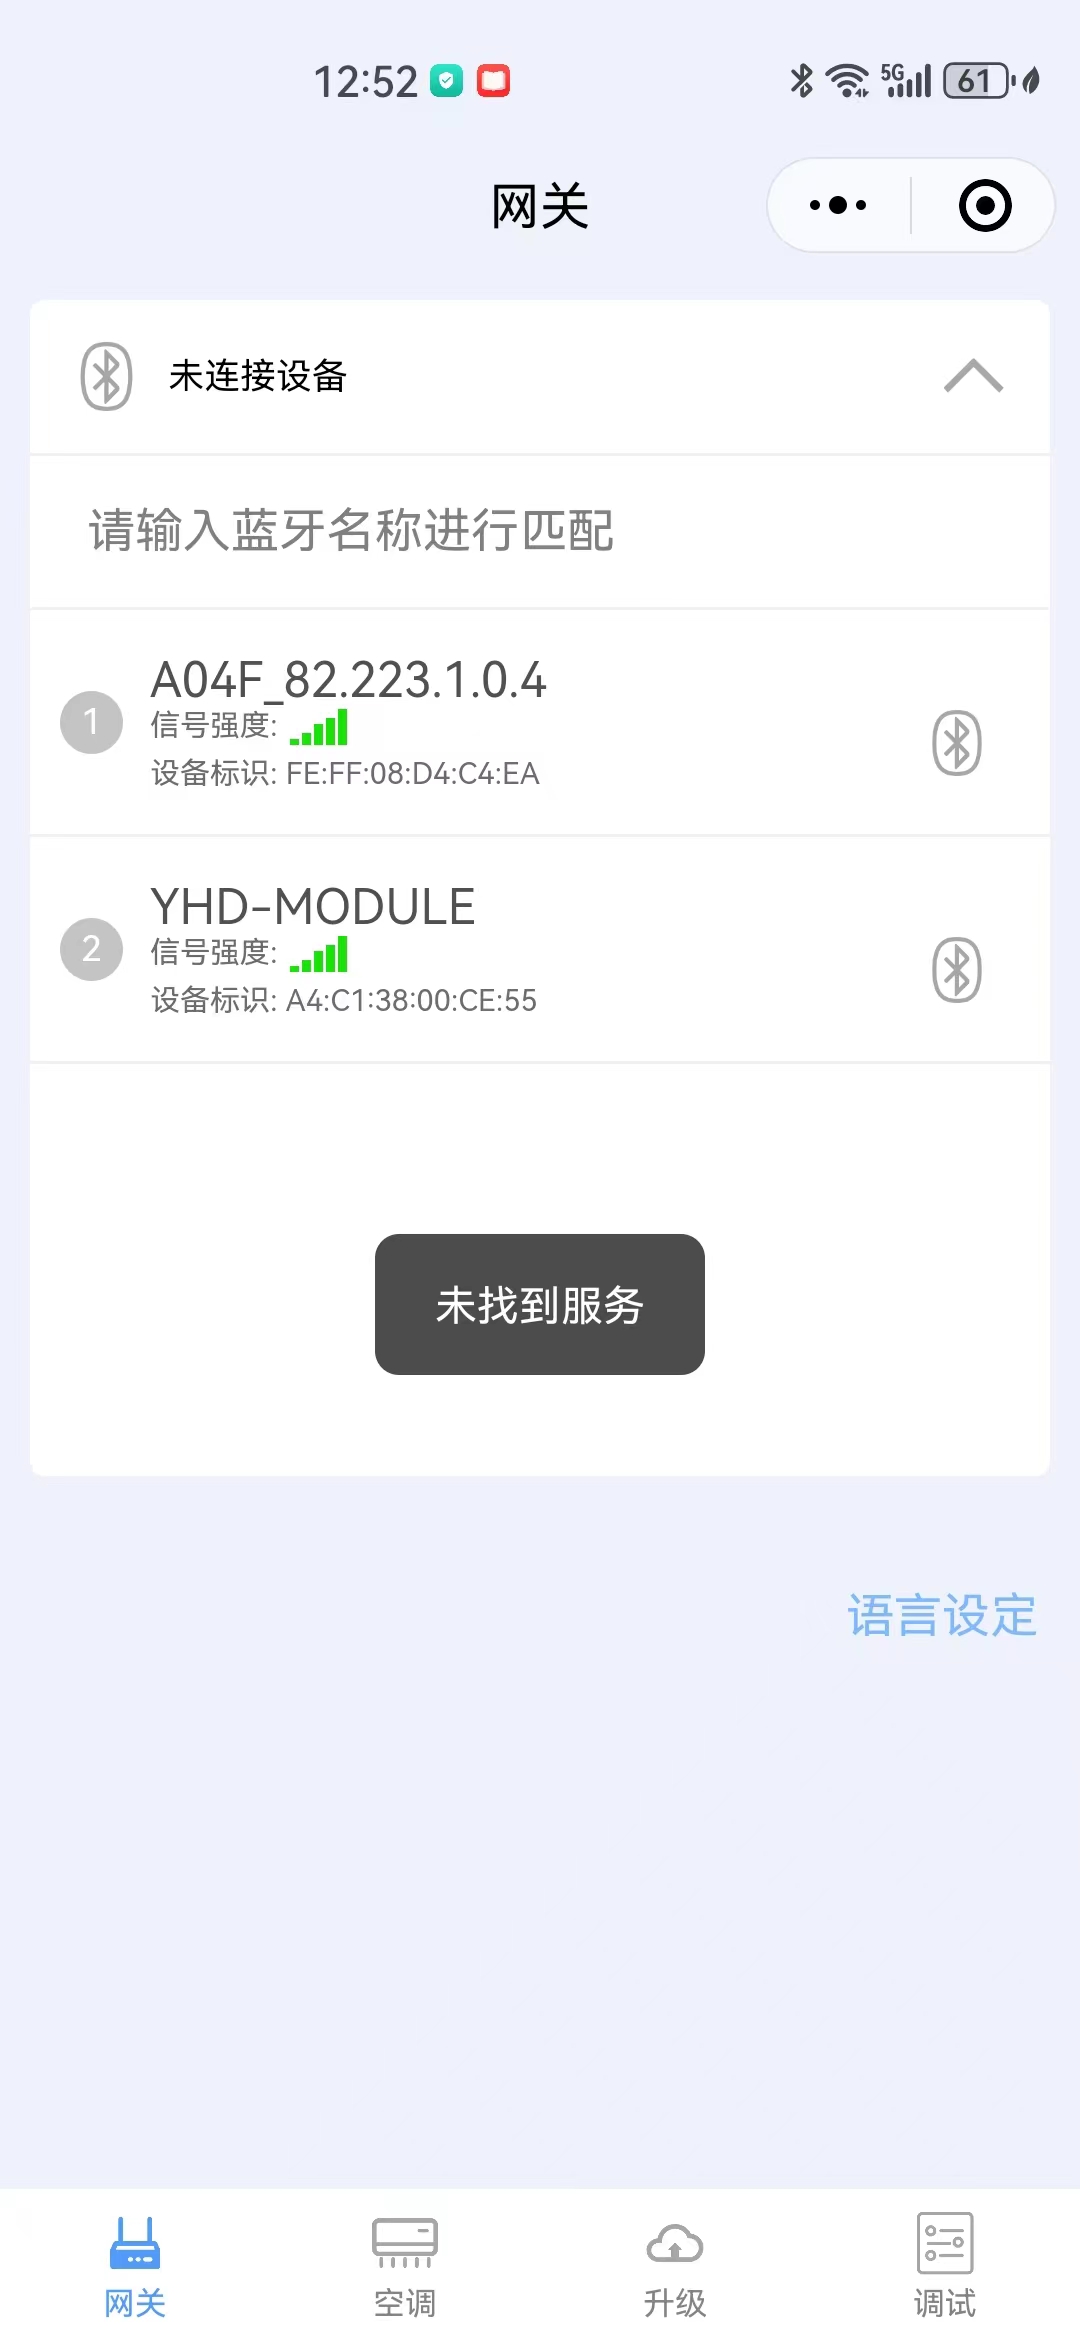 12:52
5G
61
网关
未连接设备
请输入蓝牙名称进行匹配
1
A04F_82.223.1.0.4
信号强度:
设备标识: FE:FF:08:D4:C4:EA
2
YHD-MODULE
信号强度:
设备标识: A4:C1:38:00:CE:55
未找到服务
语言设定
网关
空调
升级
调试